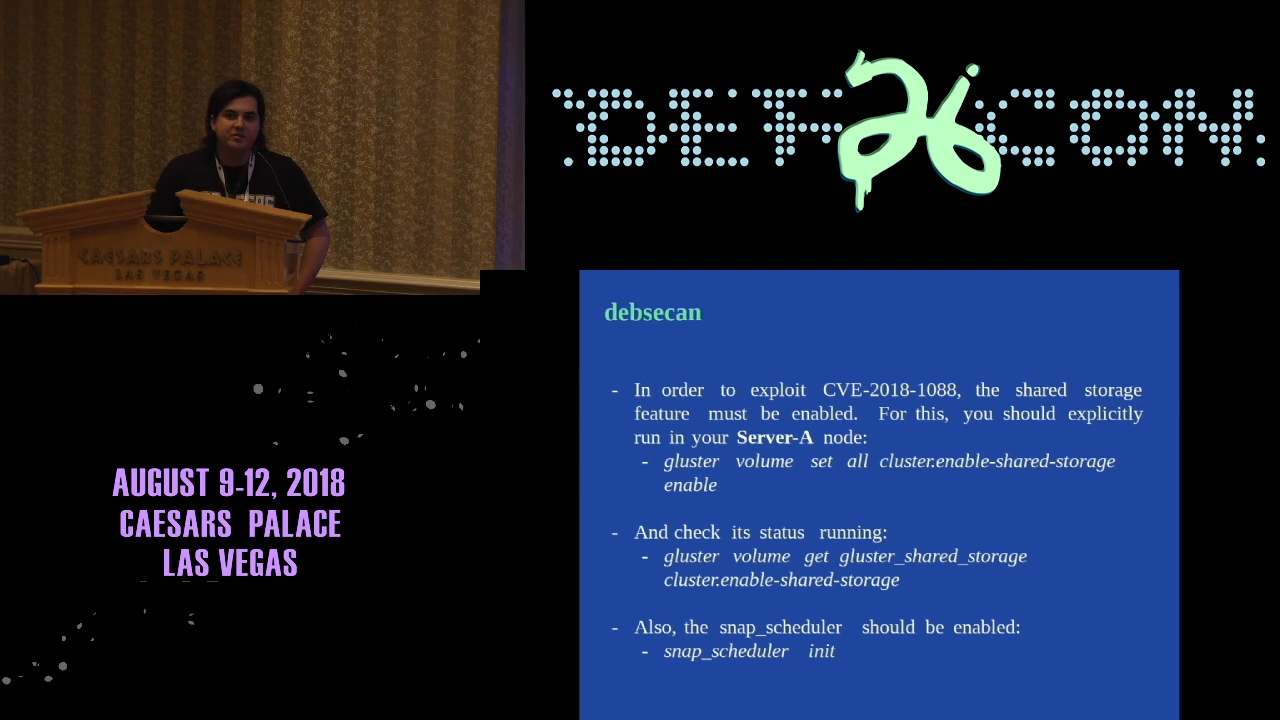 DEF 26 CON
CAESARS PALACE
LAS VEGAS
debsecan
- In order to exploit CVE-2018-1088, the shared storage
feature must be enabled. For this, you should explicitly
run in your Server-A node:
- gluster volume set all cluster.enable-shared-storage
enable
- And check its status running:
- gluster volume get gluster_shared_storage
cluster.enable-shared-storage
- Also, the snap_scheduler should be enabled:
- snap_scheduler init
AUGUST 9-12, 2018
CAESARS PALACE
LAS VEGAS